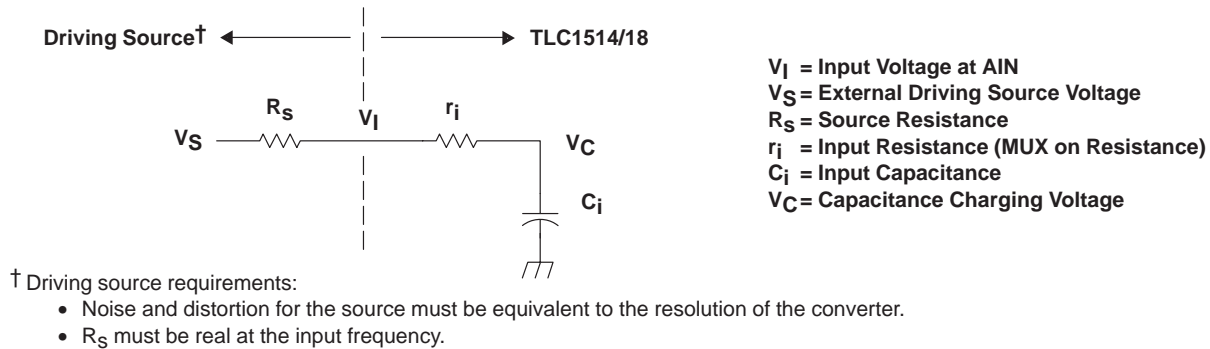 Driving Source†
TLC1514/18
VI = Input Voltage at AIN
VS = External Driving Source Voltage
Rs = Source Resistance
ri = Input Resistance (MUX on Resistance)
Ci = Input Capacitance
VC = Capacitance Charging Voltage
Rs
VI
ri
VS
VC
Ci
† Driving source requirements:
• Noise and distortion for the source must be equivalent to the resolution of the converter.
• Rs must be real at the input frequency.